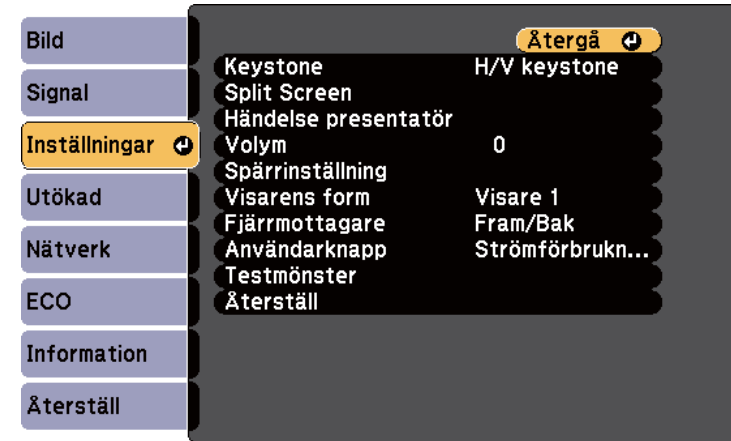 Bild
Signal
Inställningar
Utökad
Nätverk
ECO
Information
Återställ
Återgå
Keystone H/V keystone
Split Screen
Händelse presentatör
Volym 0
Spärrinställning
Visarens form Visare 1
Fjärrmottagare Fram/Bak
Användarknapp Strömförbrukn...
Testmönster
Återställ